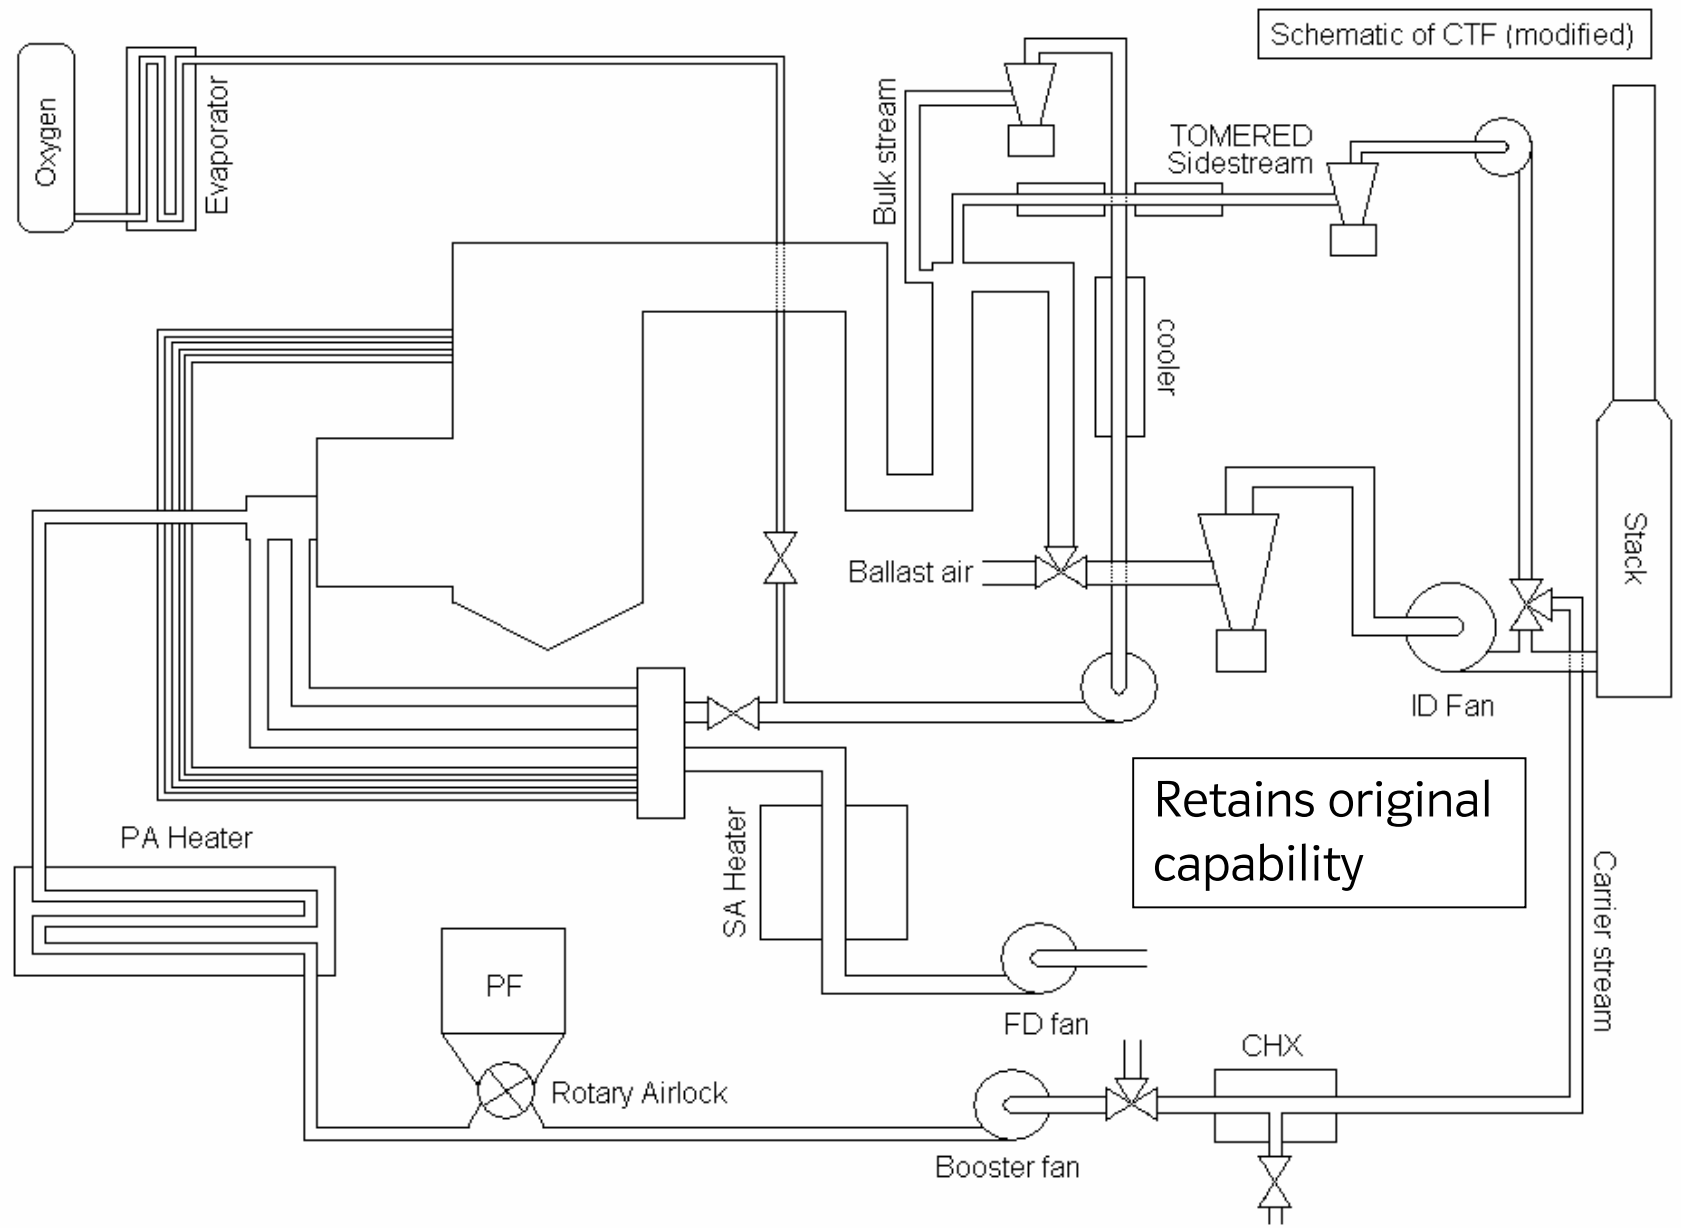 Schematic of CTF (modified)
Oxygen
Evaporator
Bulk stream
TOMERED
Sidestream
cooler
Stack
Ballast air
ID Fan
Retains original
capability
PA Heater
SA Heater
Carrier stream
PF
FD fan
CHX
Rotary Airlock
Booster fan